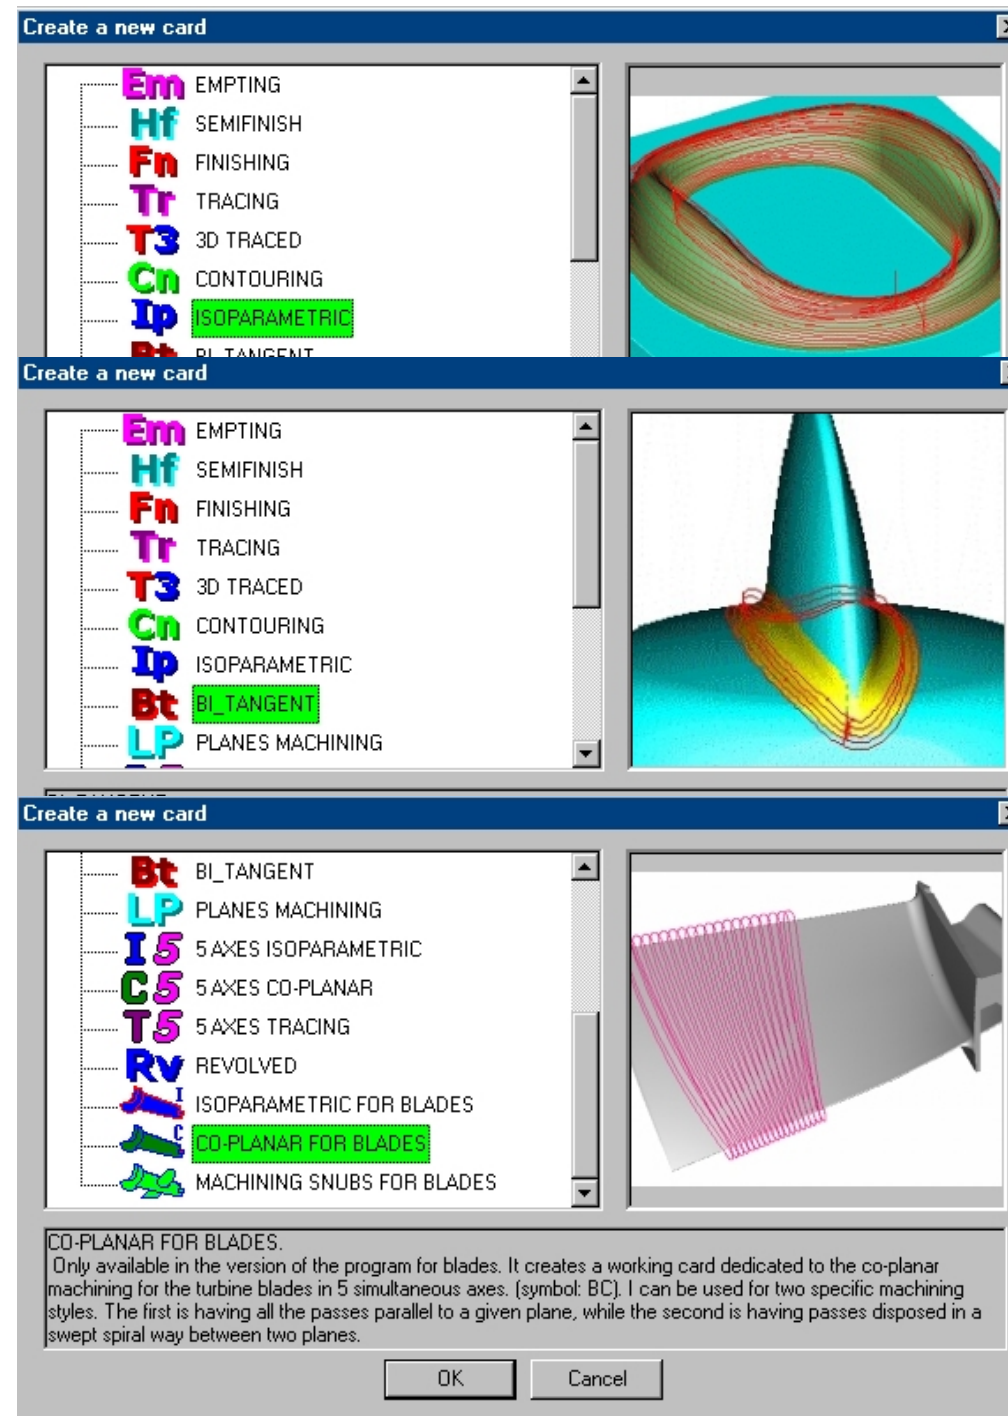 Create a new card
Em EMPTING
Hf SEMIFINISH
Fn FINISHING
Tr TRACING
T3 3D TRACED
Cn CONTOURING
Ip ISOPARAMETRIC
Bt BI_TANGENT
Create a new card
Em EMPTING
Hf SEMIFINISH
Fn FINISHING
Tr TRACING
T3 3D TRACED
Cn CONTOURING
Ip ISOPARAMETRIC
Bt BI_TANGENT
LP PLANES MACHINING
Create a new card
Bt BI_TANGENT
LP PLANES MACHINING
I5 5 AXES ISOPARAMETRIC
C5 5 AXES CO-PLANAR
T5 5 AXES TRACING
Rv REVOLVED
I ISOPARAMETRIC FOR BLADES
C CO-PLANAR FOR BLADES
MACHINING SNUBS FOR BLADES
CO-PLANAR FOR BLADES.
Only available in the version of the program for blades. It creates a working card dedicated to the co-planar
machining for the turbine blades in 5 simultaneous axes. (symbol: BC). I can be used for two specific machining
styles. The first is having all the passes parallel to a given plane, while the second is having passes disposed in a
swept spiral way between two planes.
OK Cancel